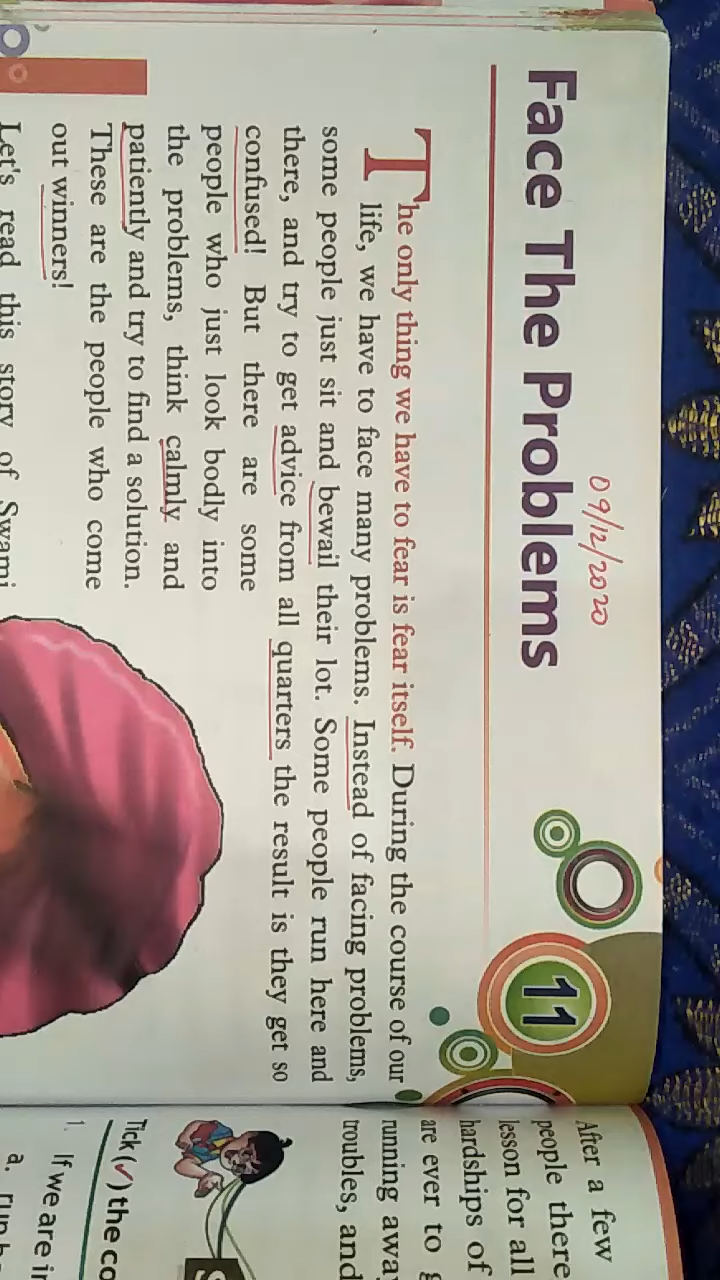 09/12/2020
Face The Problems
11
The only thing we have to fear is fear itself. During the course of our
life, we have to face many problems. Instead of facing problems,
some people just sit and bewail their lot. Some people run here and
there, and try to get advice from all quarters the result is they get so
confused! But there are some
people who just look bodly into
the problems, think calmly and
patiently and try to find a solution.
These are the people who come
out winners!
Let's read this story of Swami
After a few
people there
lesson for all
hardships of
are ever to
running away
troubles, and
Tick (✓) the
1. If we are
a.